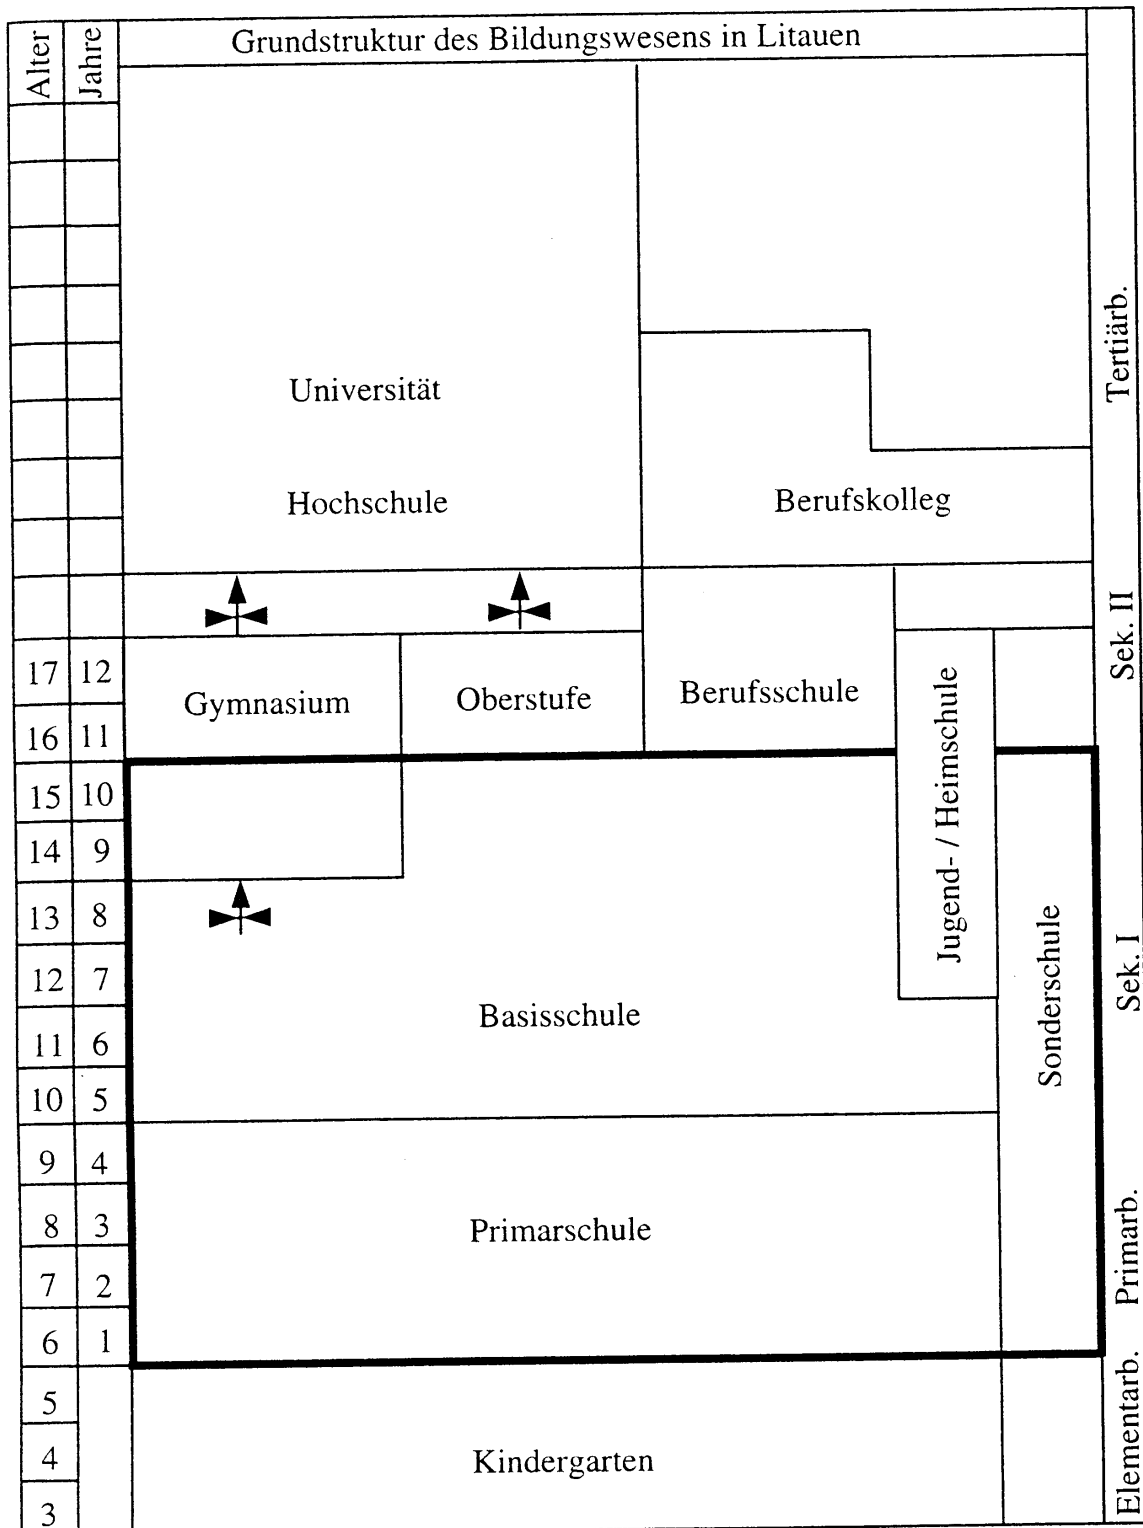 Grundstruktur des Bildungswesens in Litauen
Alter
Jahre
Universität
Hochschule
Berufskolleg
Tertiärb.
Sek. II
17 12
16 11
Gymnasium
Oberstufe
Berufsschule
Jugend- / Heimschule
15 10
14 9
13 8
12 7
11 6
10 5
Basisschule
Sonderschule
Sek. I
9 4
8 3
7 2
6 1
Primarschule
Primarb.
5
4
3
Kindergarten
Elementarb.